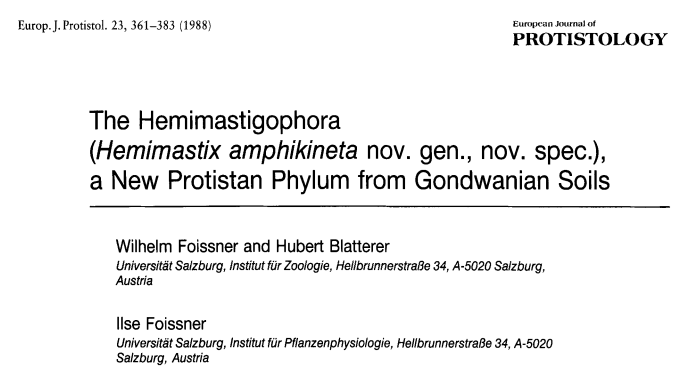 Europ. J. Protistol. 23, 361–383 (1988)
European Journal of
PROTISTOLOGY
The Hemimastigophora
(Hemimastix amphikineta nov. gen., nov. spec.),
a New Protistan Phylum from Gondwanian Soils
Wilhelm Foissner and Hubert Blatterer
Universität Salzburg, Institut für Zoologie, Hellbrunnerstraße 34, A-5020 Salzburg,
Austria
Ilse Foissner
Universität Salzburg, Institut für Pflanzenphysiologie, Hellbrunnerstraße 34, A-5020
Salzburg, Austria